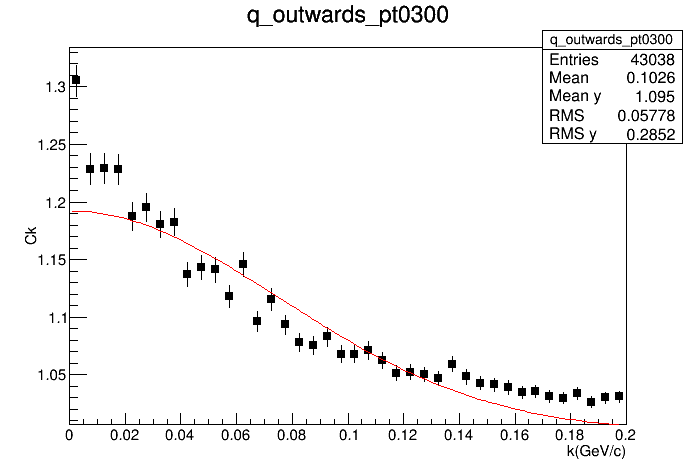 q_outwards_pt0300
q_outwards_pt0300
Entries 43038
Mean 0.1026
Mean y 1.095
RMS 0.05778
RMS y 0.2852
Ck
1.3
1.25
1.2
1.15
1.1
1.05
0 0.02 0.04 0.06 0.08 0.1 0.12 0.14 0.16 0.18 0.2
k(GeV/c)